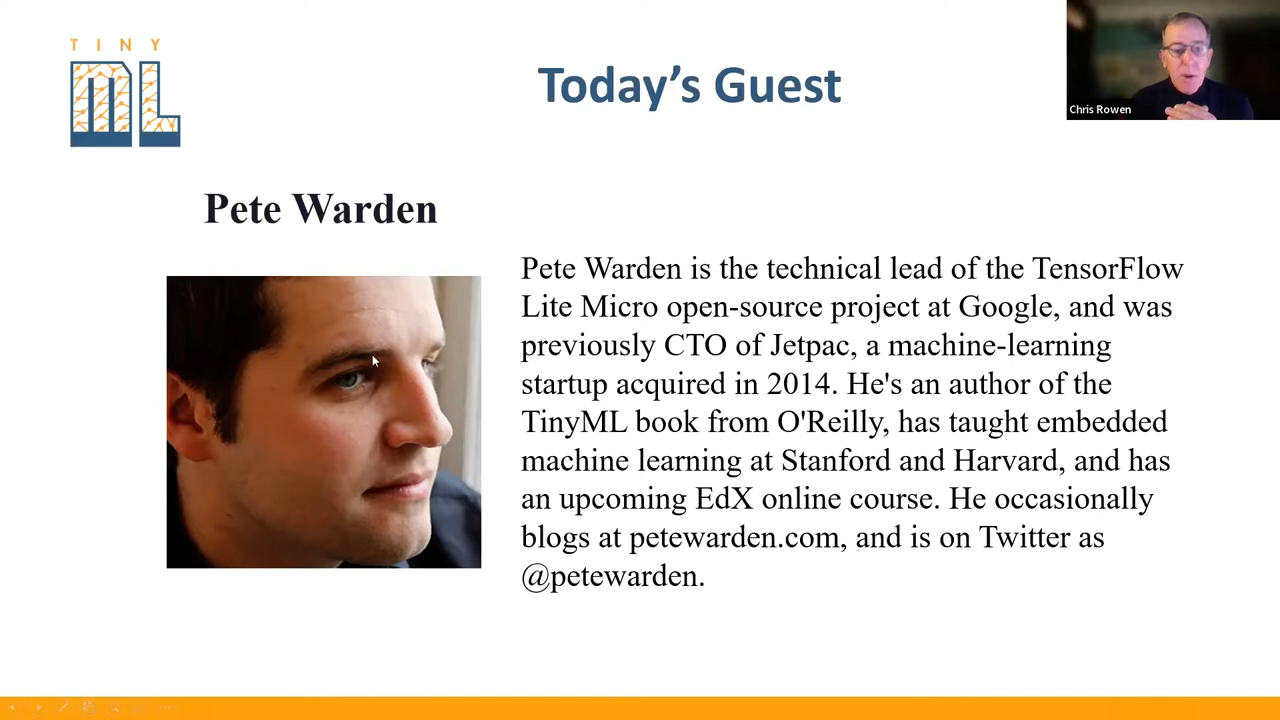 TINY
ML
Today's Guest
Chris Rowen
Pete Warden
Pete Warden is the technical lead of the TensorFlow
Lite Micro open-source project at Google, and was
previously CTO of Jetpac, a machine-learning
startup acquired in 2014. He's an author of the
TinyML book from O'Reilly, has taught embedded
machine learning at Stanford and Harvard, and has
an upcoming EdX online course. He occasionally
blogs at petewarden.com, and is on Twitter as
@petewarden.